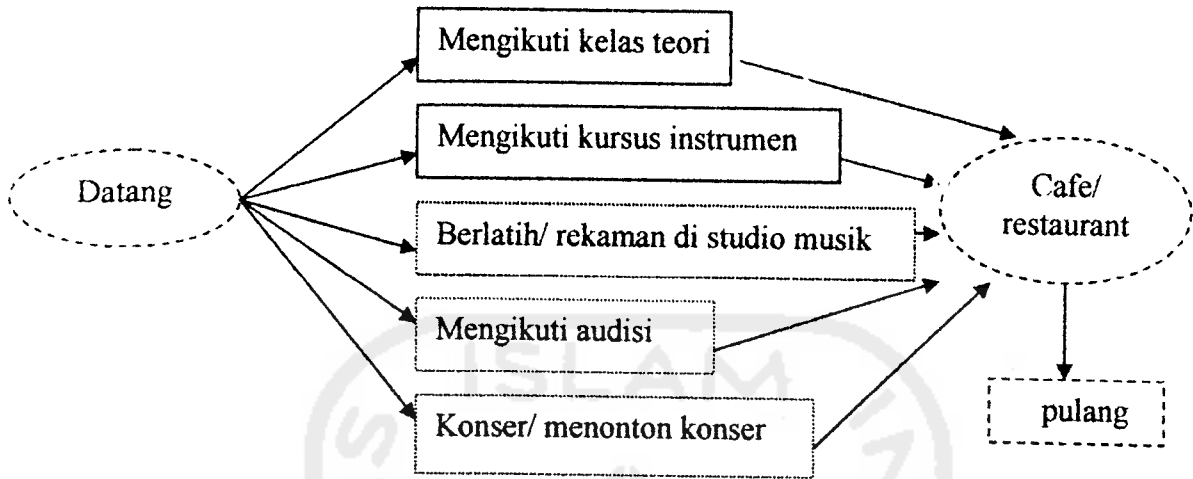 Mengikuti kelas teori
Mengikuti kursus instrumen
Datang
Cafe/
restaurant
Berlatih/ rekaman di studio musik
Mengikuti audisi
Konser/ menonton konser
pulang
ISLAM